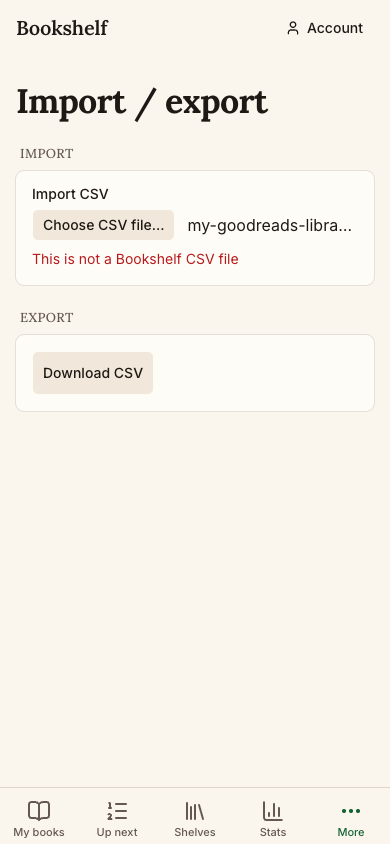 Bookshelf
Account
Import / export
IMPORT
Import CSV
Choose CSV file... my-goodreads-libra...
This is not a Bookshelf CSV file
EXPORT
Download CSV
My books Up next Shelves Stats More